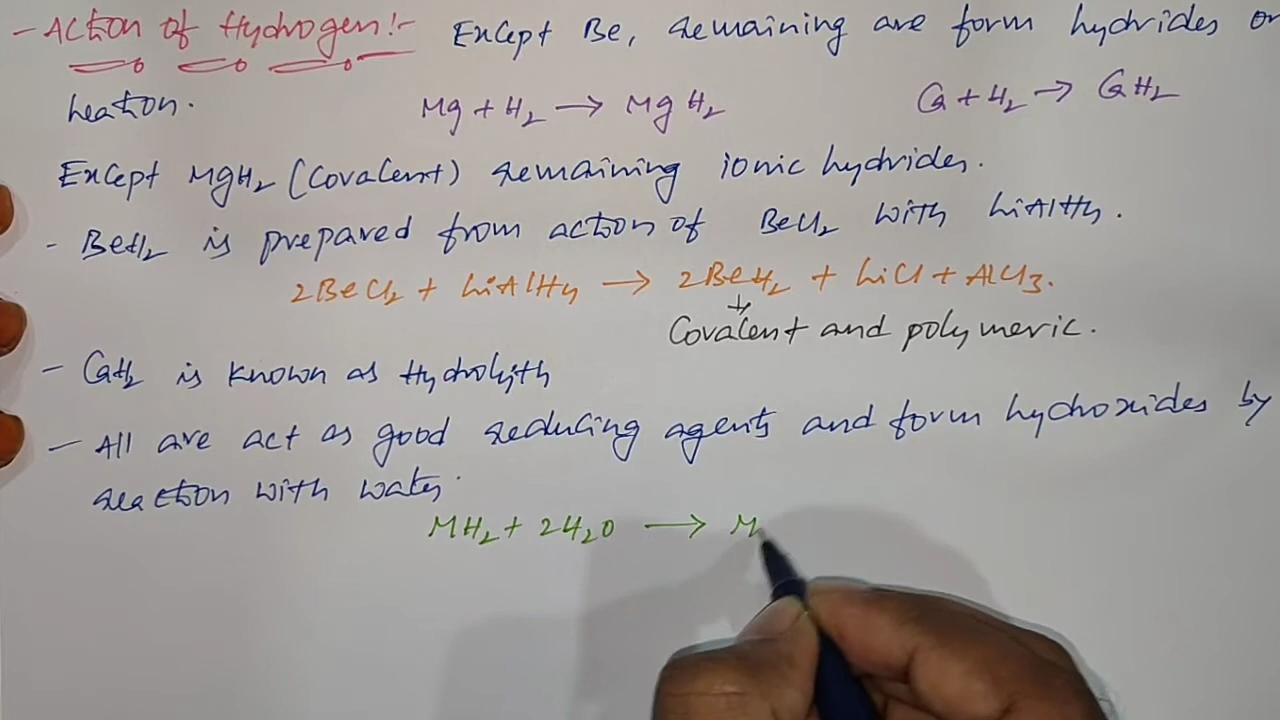 - Action of Hydrogen:- Except Be, remaining are form hydrides on
heation.
Mg + H₂ → MgH₂
Ca + H₂ → CaH₂
Except MgH₂ (Covalent) remaining ionic hydrides.
- BeH₂ is prepared from action of BeCl₂ with LiAlH₄.
2BeCl₂ + LiAlH₄ → 2BeH₂ + LiCl + AlCl₃.
↓
Covalent and polymeric.
- CaH₂ is known as Hydrolyth
- All are act as good reducing agents and form hydroxides by
reaction with water.
MH₂ + 2H₂O → M